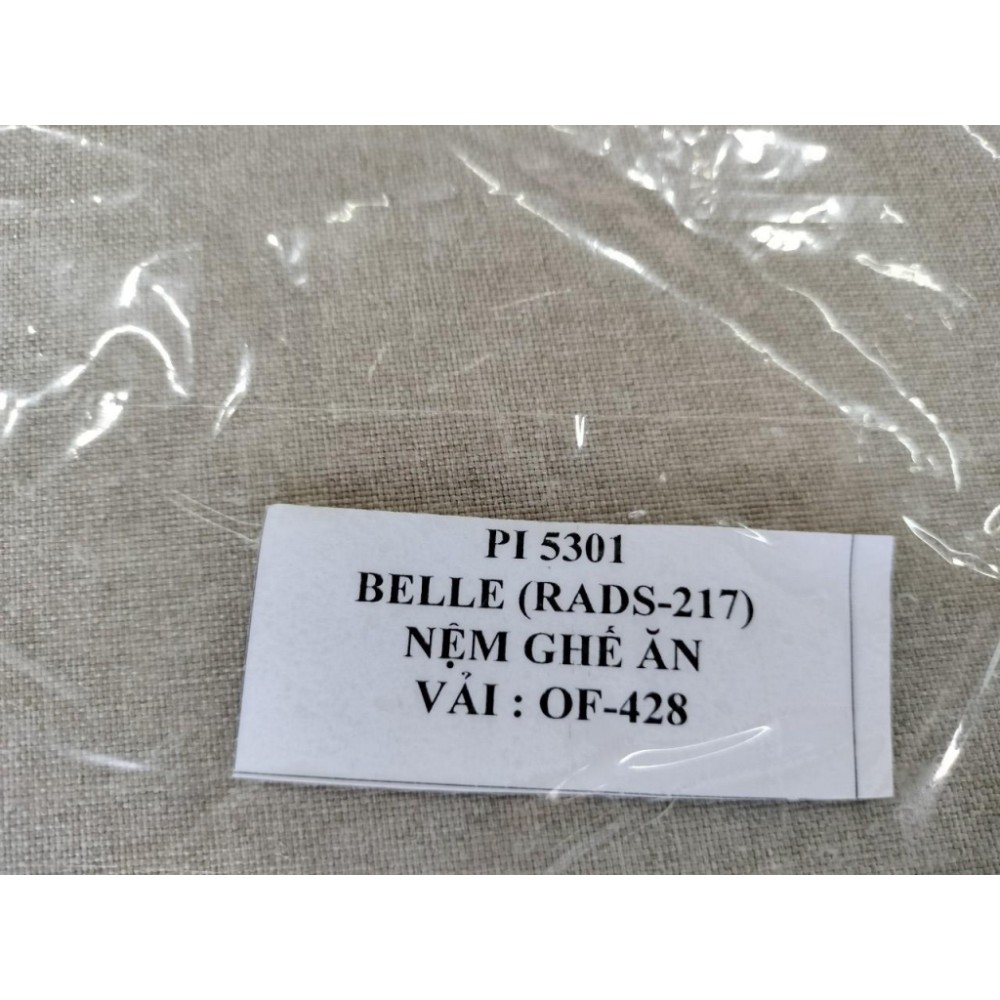 PI 5301
BELLE (RADS-217)
NỆM GHẾ ĂN
VẢI : OF-428